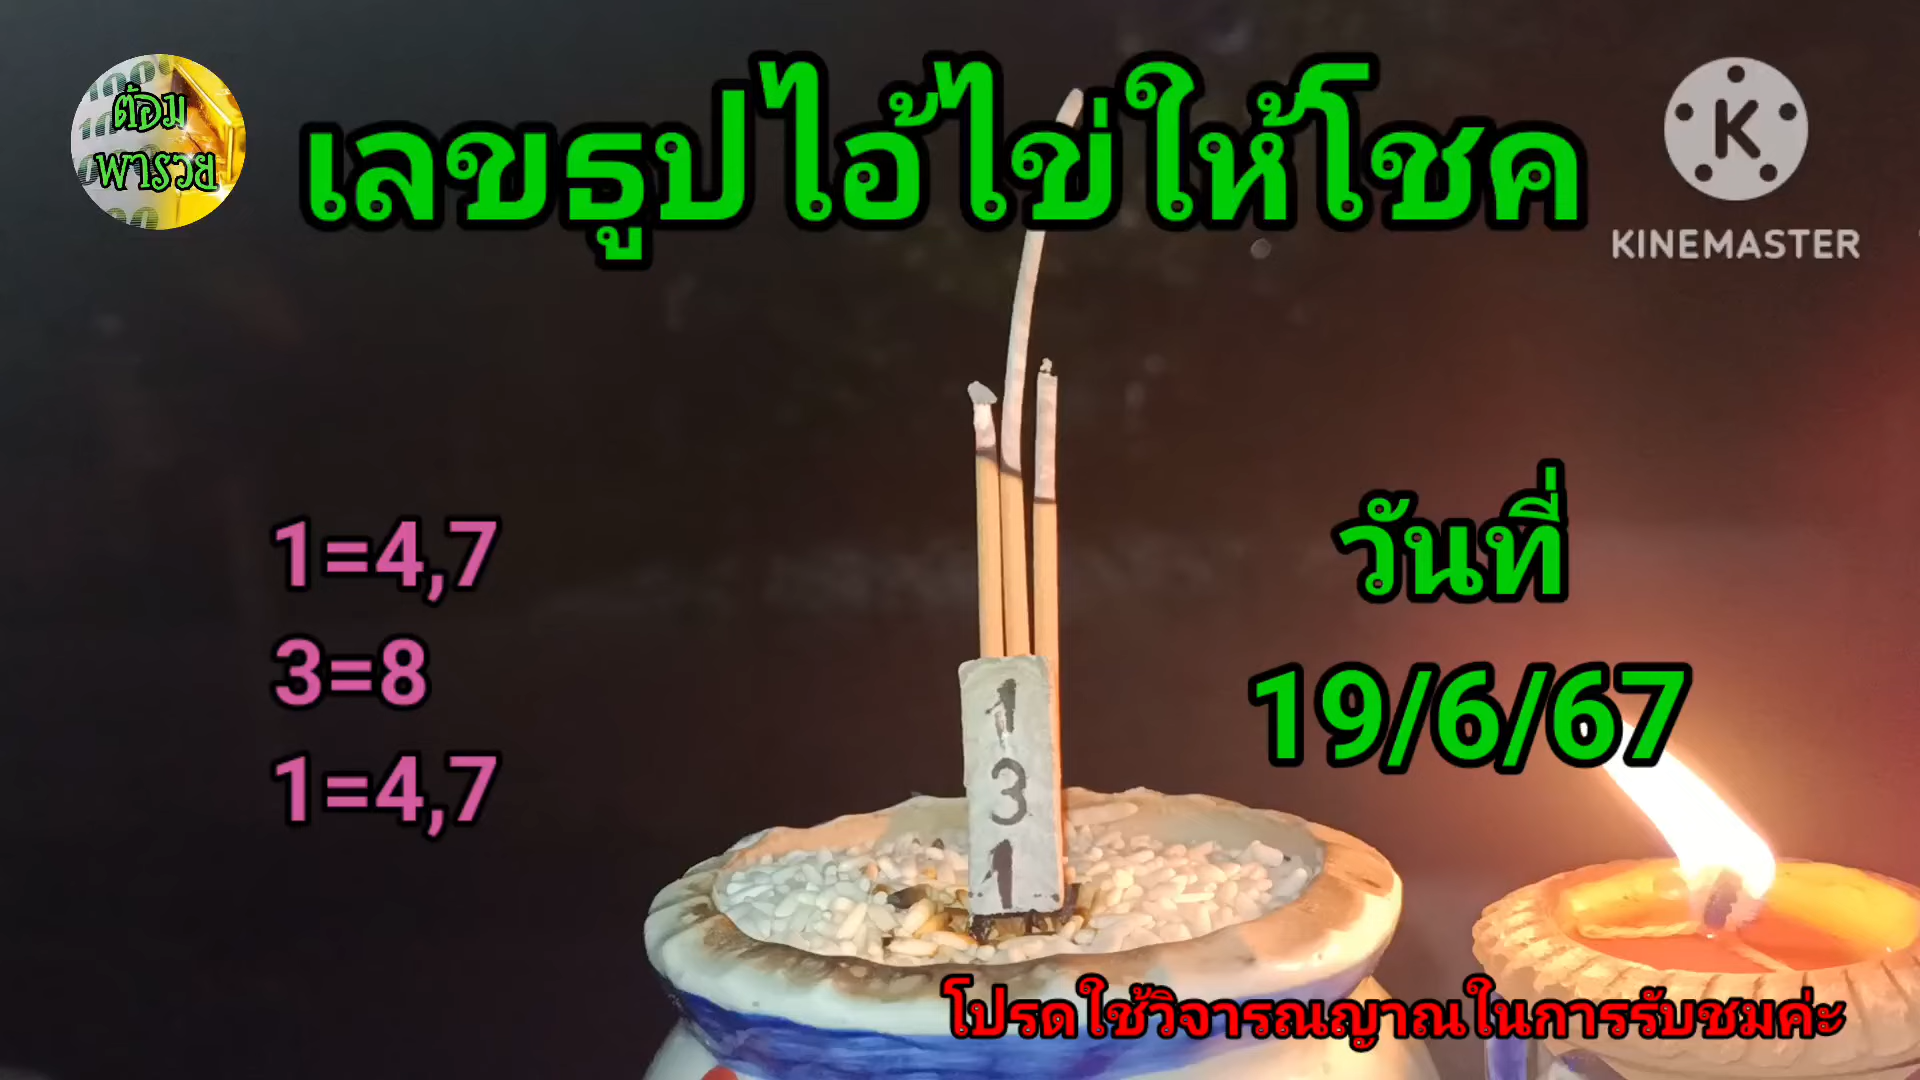 ต้อม
พารวย
เลขธูปไอ้ไข่ให้โชค
K
KINEMASTER
1=4,7
3=8
1=4,7
วันที่
19/6/67
1
3
1
โปรดใช้วิจารณญาณในการรับชมค่ะ